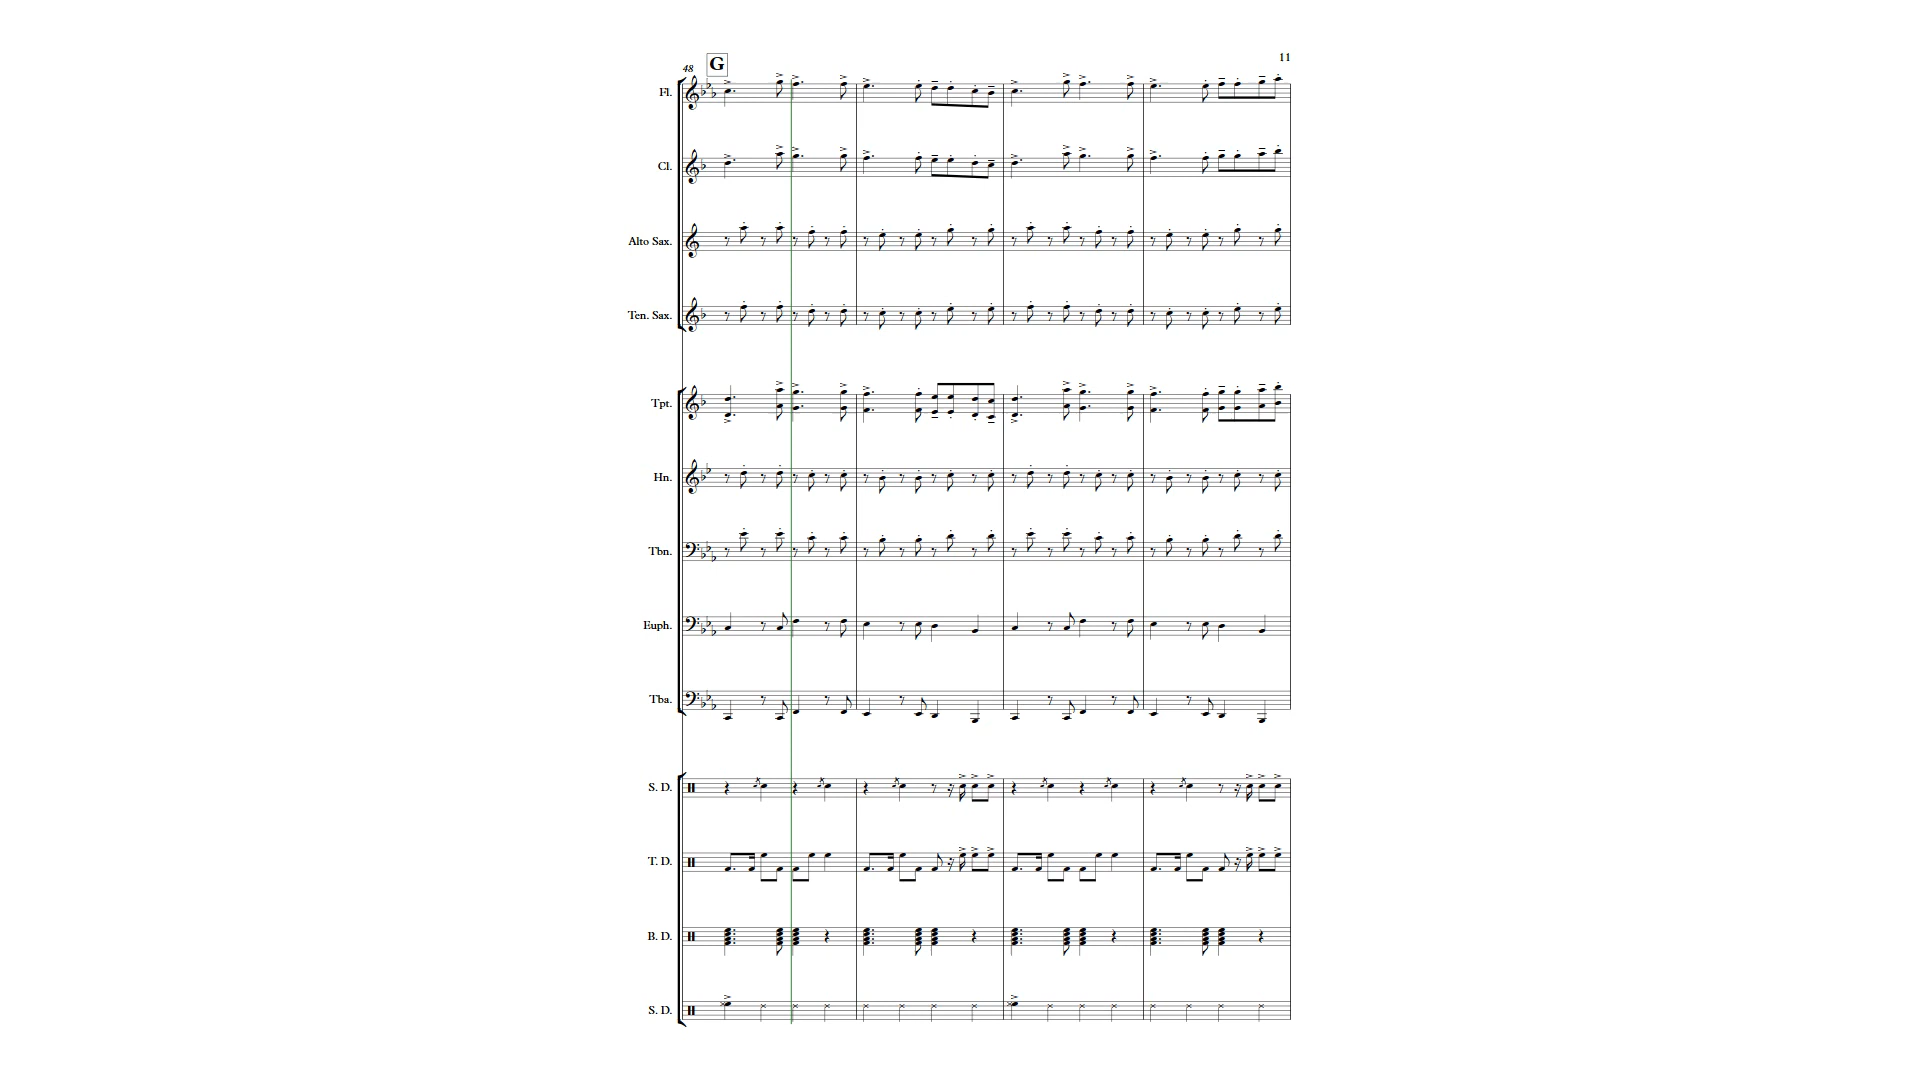 11
48 G
Fl.
Cl.
Alto Sax.
Ten. Sax.
Tpt.
Hn.
Tbn.
Euph.
Tba.
S. D.
T. D.
B. D.
S. D.